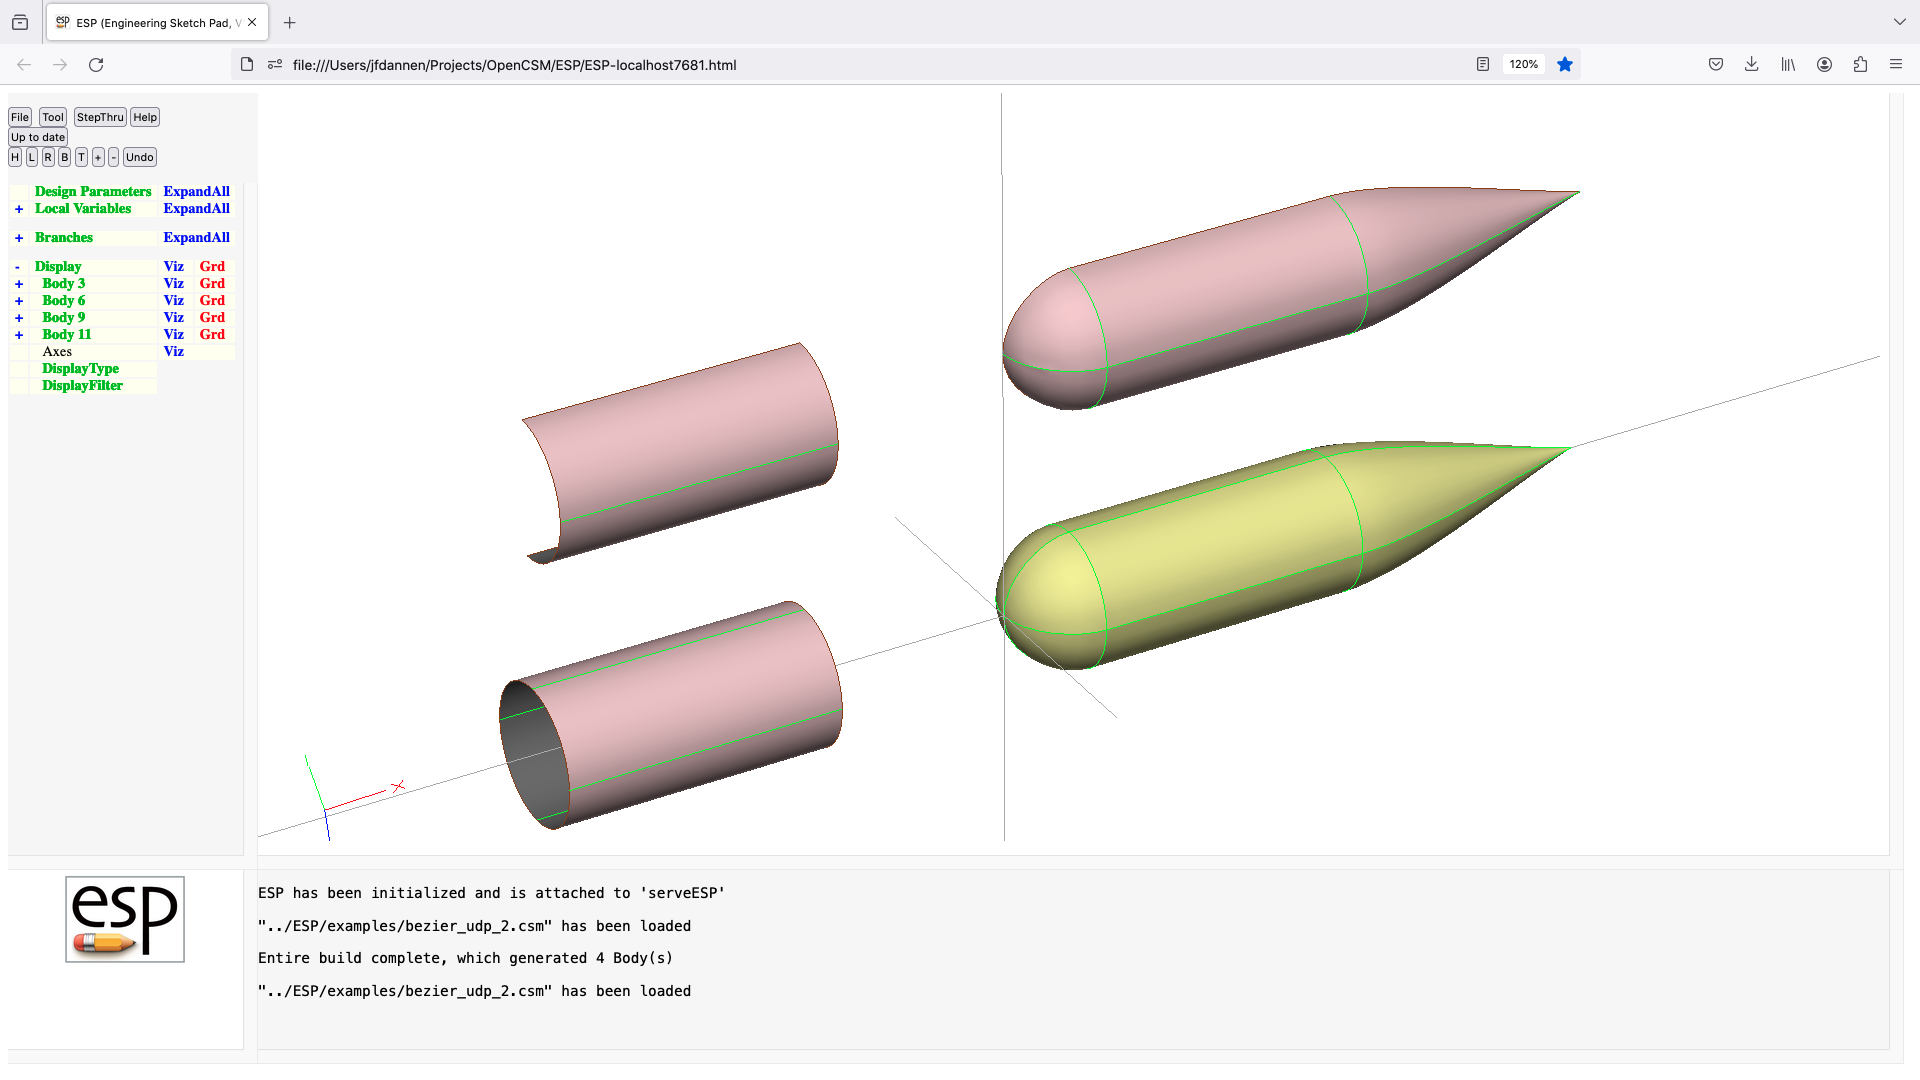 ESP (Engineering Sketch Pad, V
file:///Users/jfdannen/Projects/OpenCSM/ESP/ESP-localhost7681.html
120%
File Tool StepThru Help
Up to date
H L R B T + - Undo
Design Parameters ExpandAll
+ Local Variables ExpandAll
+ Branches ExpandAll
- Display Viz Grd
+ Body 3 Viz Grd
+ Body 6 Viz Grd
+ Body 9 Viz Grd
+ Body 11 Viz Grd
Axes Viz
DisplayType
DisplayFilter
X
esp
ESP has been initialized and is attached to 'serveESP'
"../ESP/examples/bezier_udp_2.csm" has been loaded
Entire build complete, which generated 4 Body(s)
"../ESP/examples/bezier_udp_2.csm" has been loaded